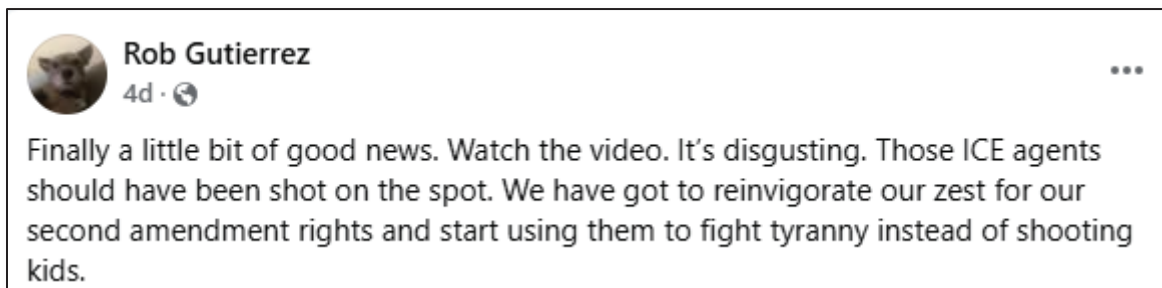 Rob Gutierrez
4d ·
Finally a little bit of good news. Watch the video. It’s disgusting. Those ICE agents
should have been shot on the spot. We have got to reinvigorate our zest for our
second amendment rights and start using them to fight tyranny instead of shooting
kids.